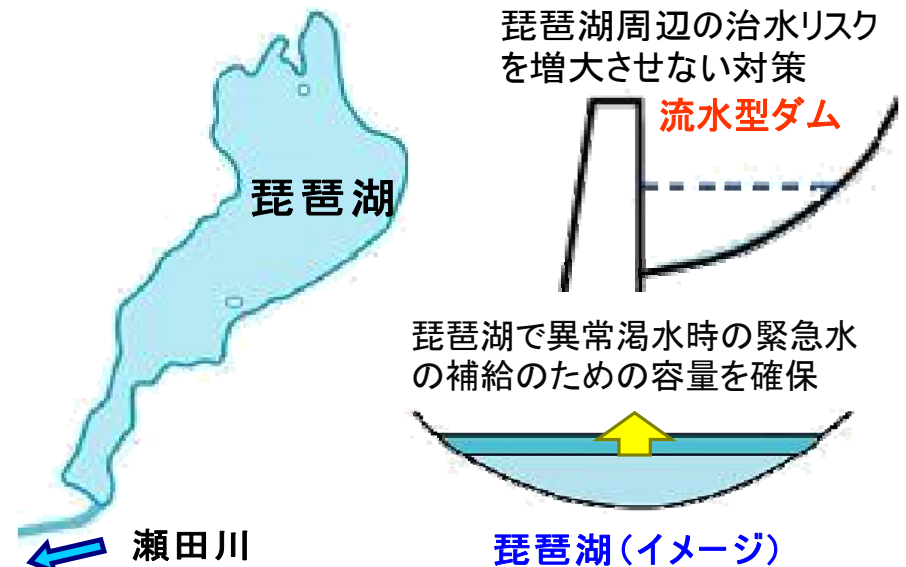 琵琶湖周辺の治水リスク
を増大させない対策
流水型ダム
琵琶湖
琵琶湖で異常渇水時の緊急水
の補給のための容量を確保
瀬田川
琵琶湖(イメージ)